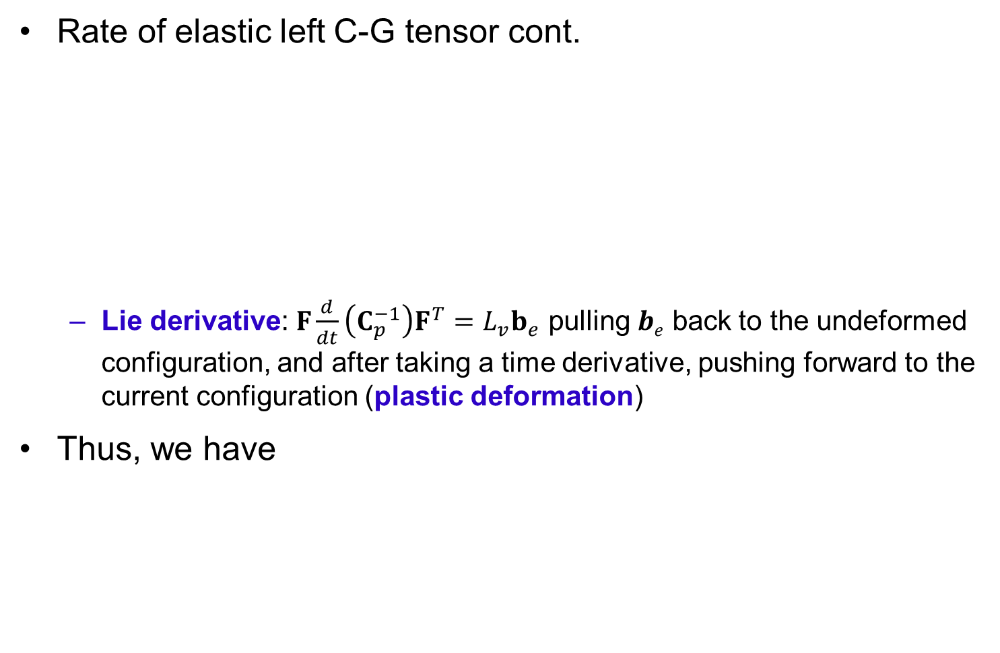 • Rate of elastic left C-G tensor cont.
– Lie derivative: $\mathbf{F}\frac{d}{dt}\left(\mathbf{C}_p^{-1}\right)\mathbf{F}^T = L_v\mathbf{b}_e$ pulling $\boldsymbol{b}_e$ back to the undeformed
configuration, and after taking a time derivative, pushing forward to the
current configuration (plastic deformation)
• Thus, we have